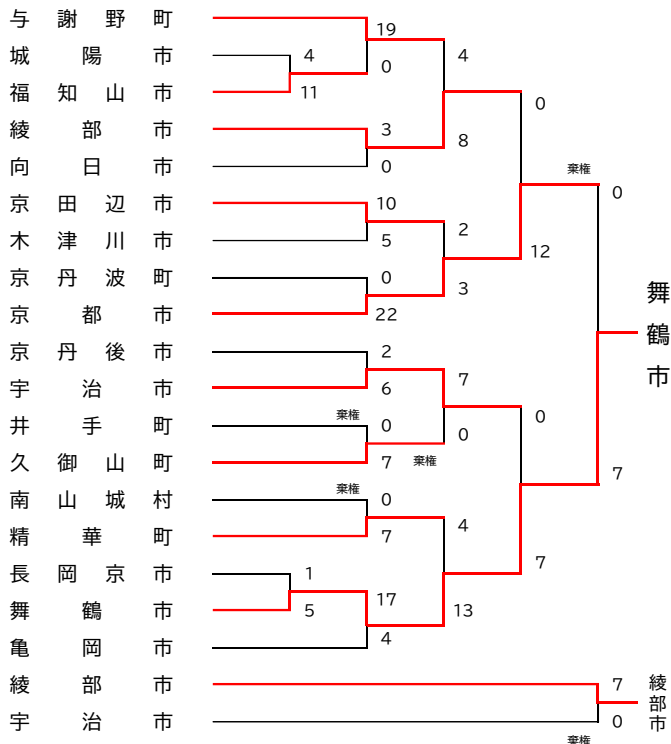 与謝野町
19
城陽市
4
4
0
福知山市
11
0
綾部市
3
8
向日市
0
棄権
0
京田辺市
10
木津川市
5
2
12
京丹波町
0
3
京都市
22
舞鶴市
京丹後市
2
宇治市
6
7
0
井手町
棄権
0
0
久御山町
7
棄権
7
南山城村
棄権
0
精華町
7
4
7
長岡京市
1
舞鶴市
5
17
13
亀岡市
4
綾部市
7
綾部市
宇治市
0
棄権